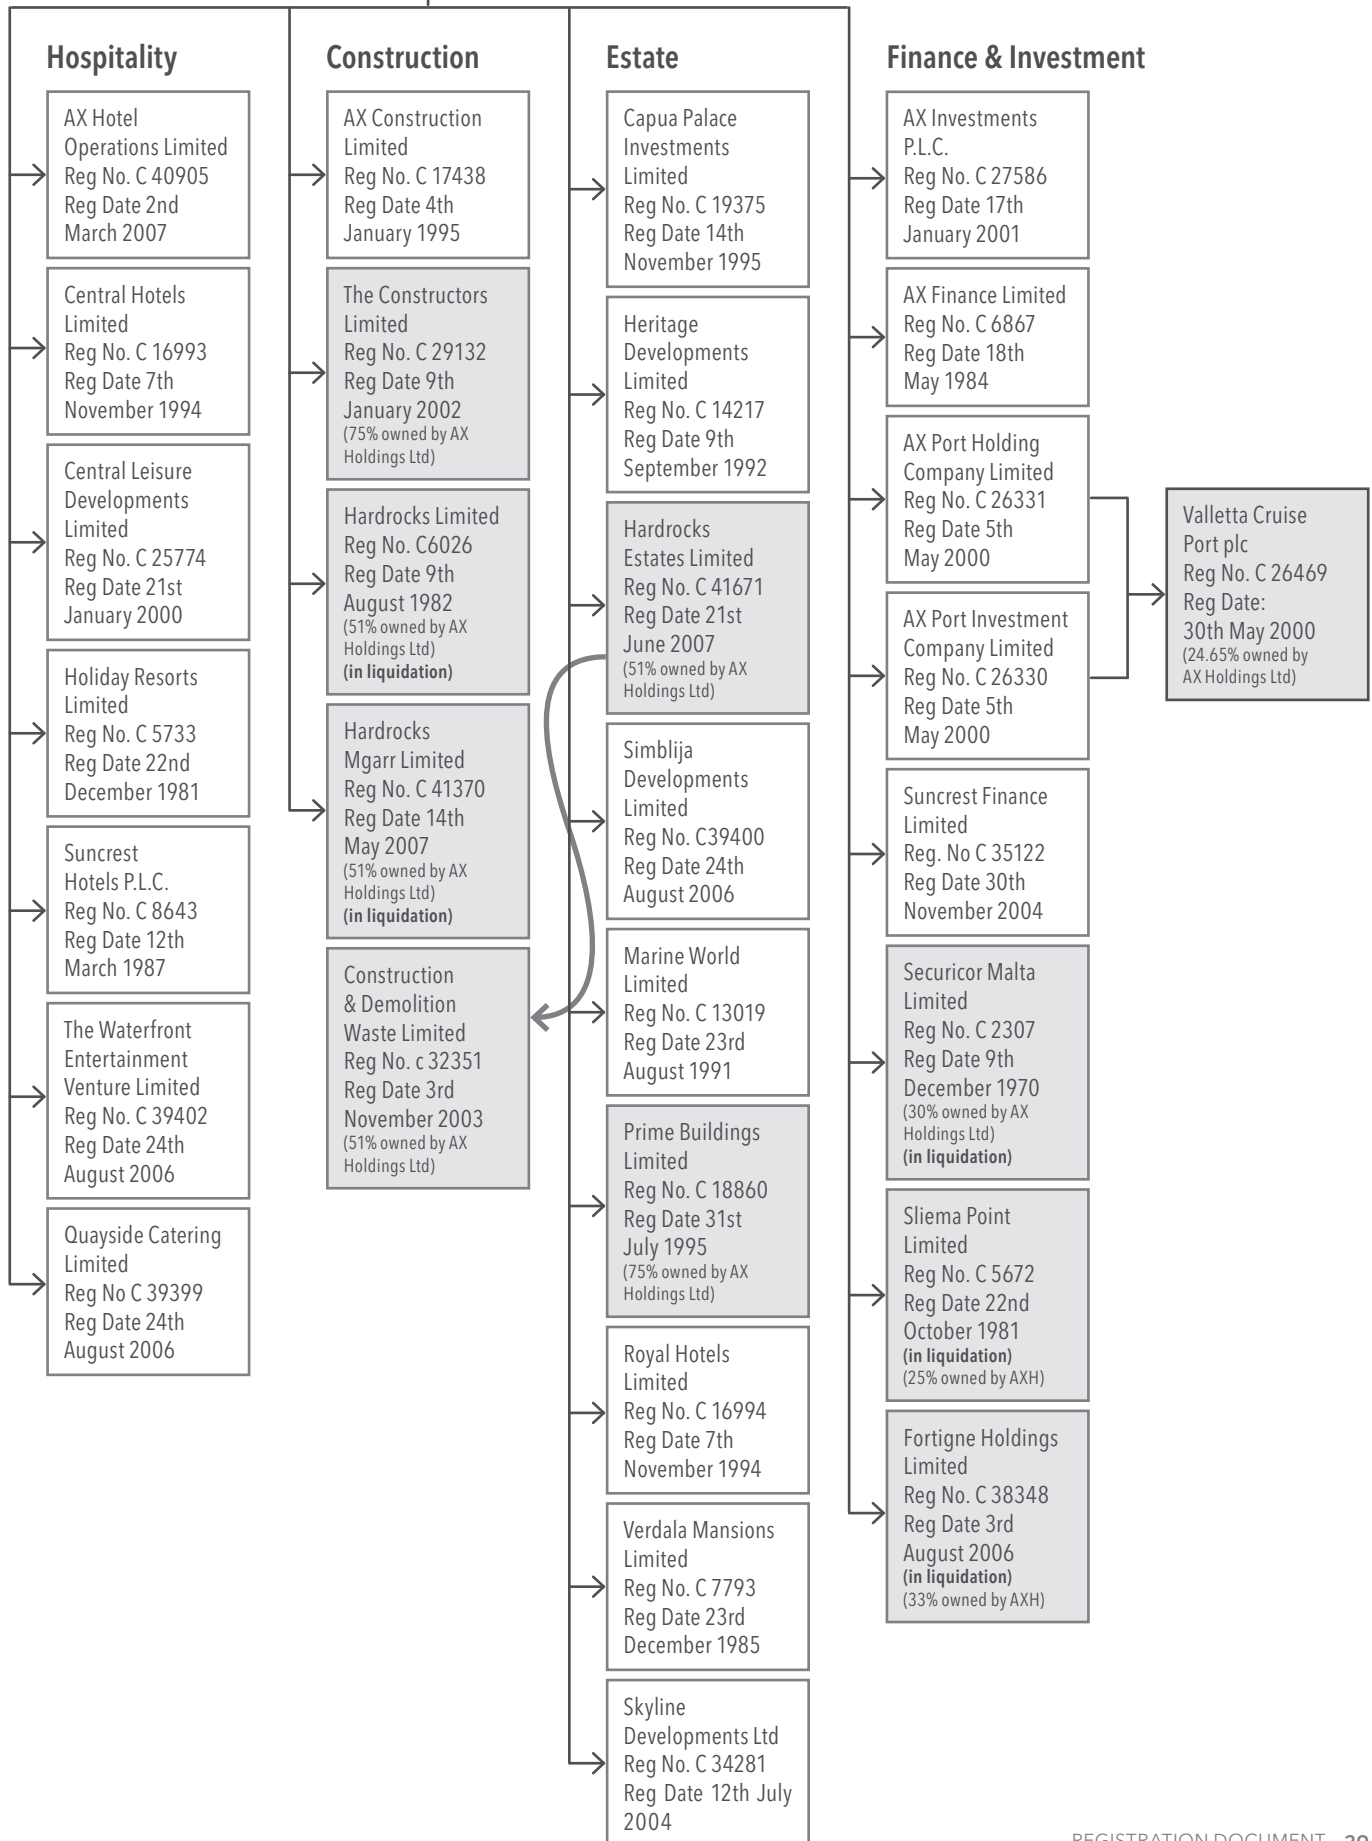 Hospitality
AX Hotel
Operations Limited
Reg No. C 40905
Reg Date 2nd
March 2007
Central Hotels
Limited
Reg No. C 16993
Reg Date 7th
November 1994
Central Leisure
Developments
Limited
Reg No. C 25774
Reg Date 21st
January 2000
Holiday Resorts
Limited
Reg No. C 5733
Reg Date 22nd
December 1981
Suncrest
Hotels P.L.C.
Reg No. C 8643
Reg Date 12th
March 1987
The Waterfront
Entertainment
Venture Limited
Reg No. C 39402
Reg Date 24th
August 2006
Quayside Catering
Limited
Reg No C 39399
Reg Date 24th
August 2006
Construction
AX Construction
Limited
Reg No. C 17438
Reg Date 4th
January 1995
The Constructors
Limited
Reg No. C 29132
Reg Date 9th
January 2002
(75% owned by AX
Holdings Ltd)
Hardrocks Limited
Reg No. C6026
Reg Date 9th
August 1982
(51% owned by AX
Holdings Ltd)
(in liquidation)
Hardrocks
Mgarr Limited
Reg No. C 41370
Reg Date 14th
May 2007
(51% owned by AX
Holdings Ltd)
(in liquidation)
Construction
& Demolition
Waste Limited
Reg No. c 32351
Reg Date 3rd
November 2003
(51% owned by AX
Holdings Ltd)
Estate
Capua Palace
Investments
Limited
Reg No. C 19375
Reg Date 14th
November 1995
Heritage
Developments
Limited
Reg No. C 14217
Reg Date 9th
September 1992
Hardrocks
Estates Limited
Reg No. C 41671
Reg Date 21st
June 2007
(51% owned by AX
Holdings Ltd)
Simblija
Developments
Limited
Reg No. C39400
Reg Date 24th
August 2006
Marine World
Limited
Reg No. C 13019
Reg Date 23rd
August 1991
Prime Buildings
Limited
Reg No. C 18860
Reg Date 31st
July 1995
(75% owned by AX
Holdings Ltd)
Royal Hotels
Limited
Reg No. C 16994
Reg Date 7th
November 1994
Verdala Mansions
Limited
Reg No. C 7793
Reg Date 23rd
December 1985
Skyline
Developments Ltd
Reg No. C 34281
Reg Date 12th July
2004
Finance & Investment
AX Investments
P.L.C.
Reg No. C 27586
Reg Date 17th
January 2001
AX Finance Limited
Reg No. C 6867
Reg Date 18th
May 1984
AX Port Holding
Company Limited
Reg No. C 26331
Reg Date 5th
May 2000
AX Port Investment
Company Limited
Reg No. C 26330
Reg Date 5th
May 2000
Suncrest Finance
Limited
Reg. No C 35122
Reg Date 30th
November 2004
Securicor Malta
Limited
Reg No. C 2307
Reg Date 9th
December 1970
(30% owned by AX
Holdings Ltd)
(in liquidation)
Sliema Point
Limited
Reg No. C 5672
Reg Date 22nd
October 1981
(in liquidation)
(25% owned by AXH)
Fortigne Holdings
Limited
Reg No. C 38348
Reg Date 3rd
August 2006
(in liquidation)
(33% owned by AXH)
Valletta Cruise
Port plc
Reg No. C 26469
Reg Date:
30th May 2000
(24.65% owned by
AX Holdings Ltd)
REGISTRATION DOCUMENT